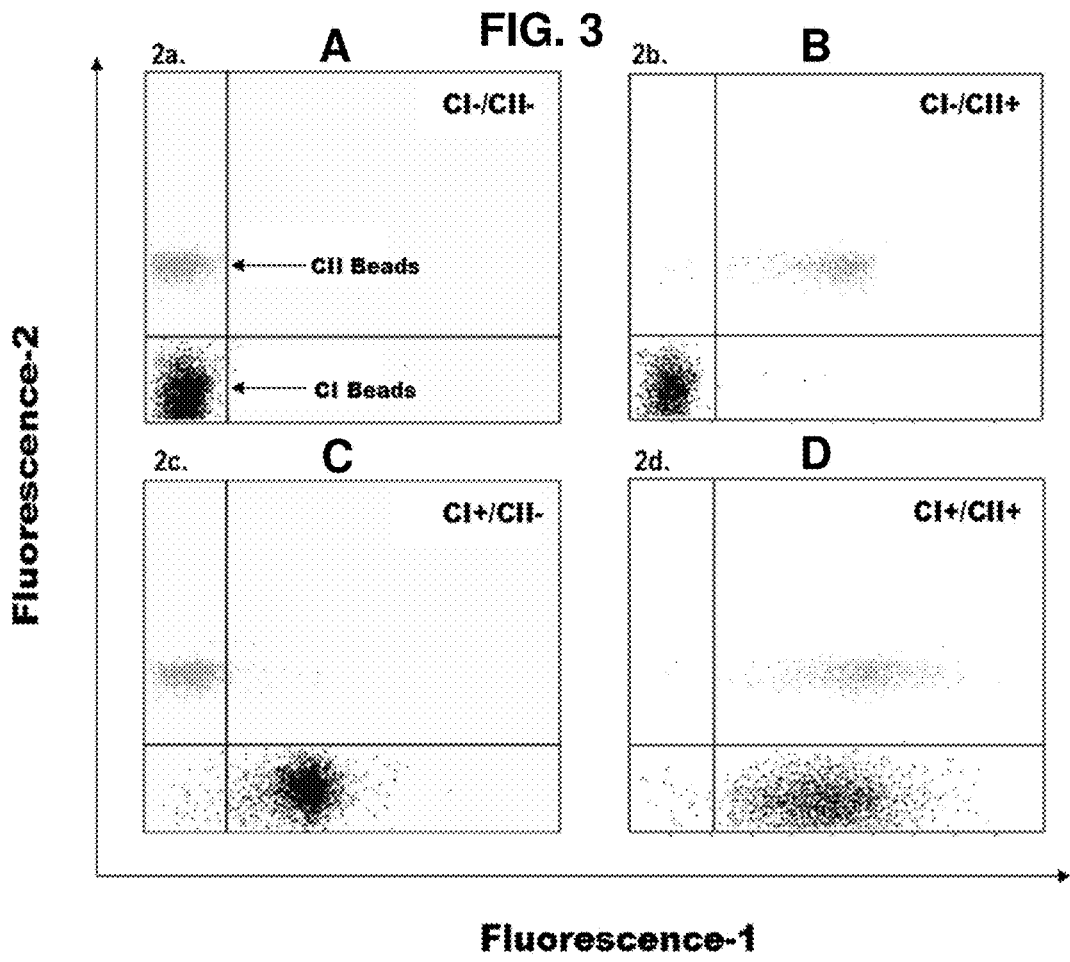 FIG. 3
2a.
A
2b.
B
CI-/CII-
CI-/CII+
CII Beads
CI Beads
2c.
C
2d.
D
CI+/CII-
CI+/CII+
Fluorescence-2
Fluorescence-1